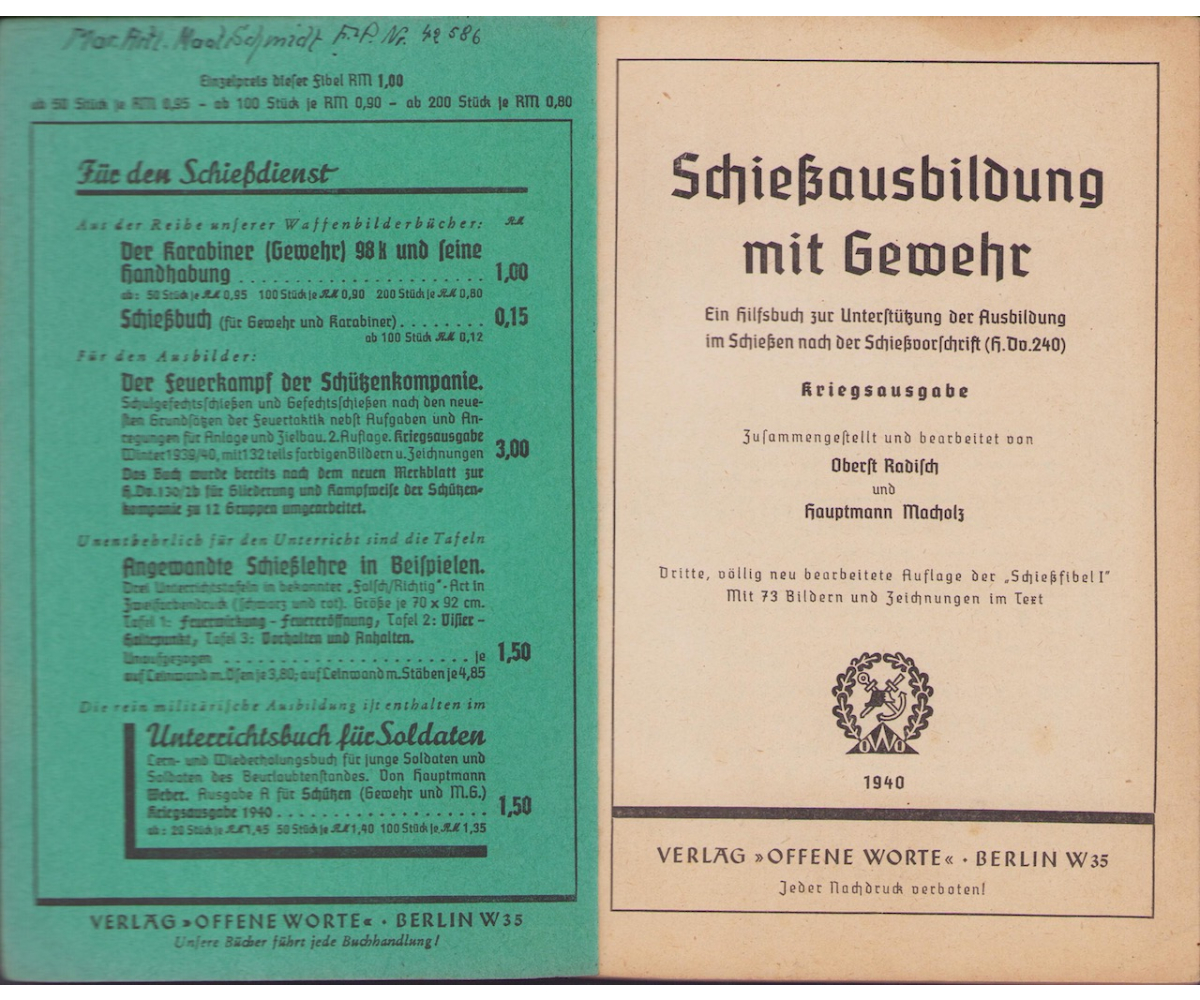 Mar. Artl. Maat Schmidt F.P. Nr. 42586
Einzelpreis dieser Fibel RM 1,00
ab 50 Stück je RM 0,95 – ab 100 Stück je RM 0,90 – ab 200 Stück je RM 0,80
Für den Schießdienst
Aus der Reihe unserer Waffenbilderbücher: RM
Der Karabiner (Gewehr) 98k und seine
Handhabung . . . . . . . . . . . . . . . . . . . . 1,00
ab: 50 Stück je RM 0,95 100 Stück je RM 0,90 200 Stück je RM 0,80
Schießbuch (für Gewehr und Karabiner) . . . . . . . . 0,15
ab 100 Stück RM 0,12
Für den Ausbilder:
Der Feuerkampf der Schützenkompanie.
Schulgefechtsschießen und Gefechtsschießen nach den neue-
sten Grundsätzen der Feuertaktik nebst Aufgaben und An-
regungen für Anlage und Zielbau. 2. Auflage. Kriegsausgabe
Winter 1939/40, mit 132 teils farbigen Bildern u. Zeichnungen 3,00
Das Buch wurde bereits nach dem neuen Merkblatt zur
H.Dv. 130/2b für Gliederung und Kampfweise der Schützen-
kompanie zu 12 Gruppen umgearbeitet.
Unentbehrlich für den Unterricht sind die Tafeln
Angewandte Schießlehre in Beispielen.
Drei Unterrichtstafeln in bekannter „Falsch/Richtig"-Art in
Zweifarbendruck (schwarz und rot). Größe je 70 x 92 cm.
Tafel 1: Feuerwirkung – Feuereröffnung, Tafel 2: Visier –
Haltepunkt, Tafel 3: Vorhalten und Anhalten.
Unaufgezogen . . . . . . . . . . . . . . . . . . . . . . je 1,50
auf Leinwand m. Ösen je 3,80; auf Leinwand m. Stäben je 4,85
Die rein militärische Ausbildung ist enthalten im
Unterrichtsbuch für Soldaten
Lern- und Wiederholungsbuch für junge Soldaten und
Soldaten des Beurlaubtenstandes. Von Hauptmann
Weber. Ausgabe A für Schützen (Gewehr und M.G.)
Kriegsausgabe 1940 . . . . . . . . . . . . . . . . . . 1,50
ab: 20 Stück je RM 1,45 50 Stück je RM 1,40 100 Stück je RM 1,35
VERLAG »OFFENE WORTE« · BERLIN W 35
Unsere Bücher führt jede Buchhandlung!
Schießausbildung
mit Gewehr
Ein Hilfsbuch zur Unterstützung der Ausbildung
im Schießen nach der Schießvorschrift (H.Dv.240)
Kriegsausgabe
Zusammengestellt und bearbeitet von
Oberst Radisch
und
Hauptmann Macholz
Dritte, völlig neu bearbeitete Auflage der „Schießfibel I"
Mit 73 Bildern und Zeichnungen im Text
OWO
1940
VERLAG »OFFENE WORTE« · BERLIN W 35
Jeder Nachdruck verboten!